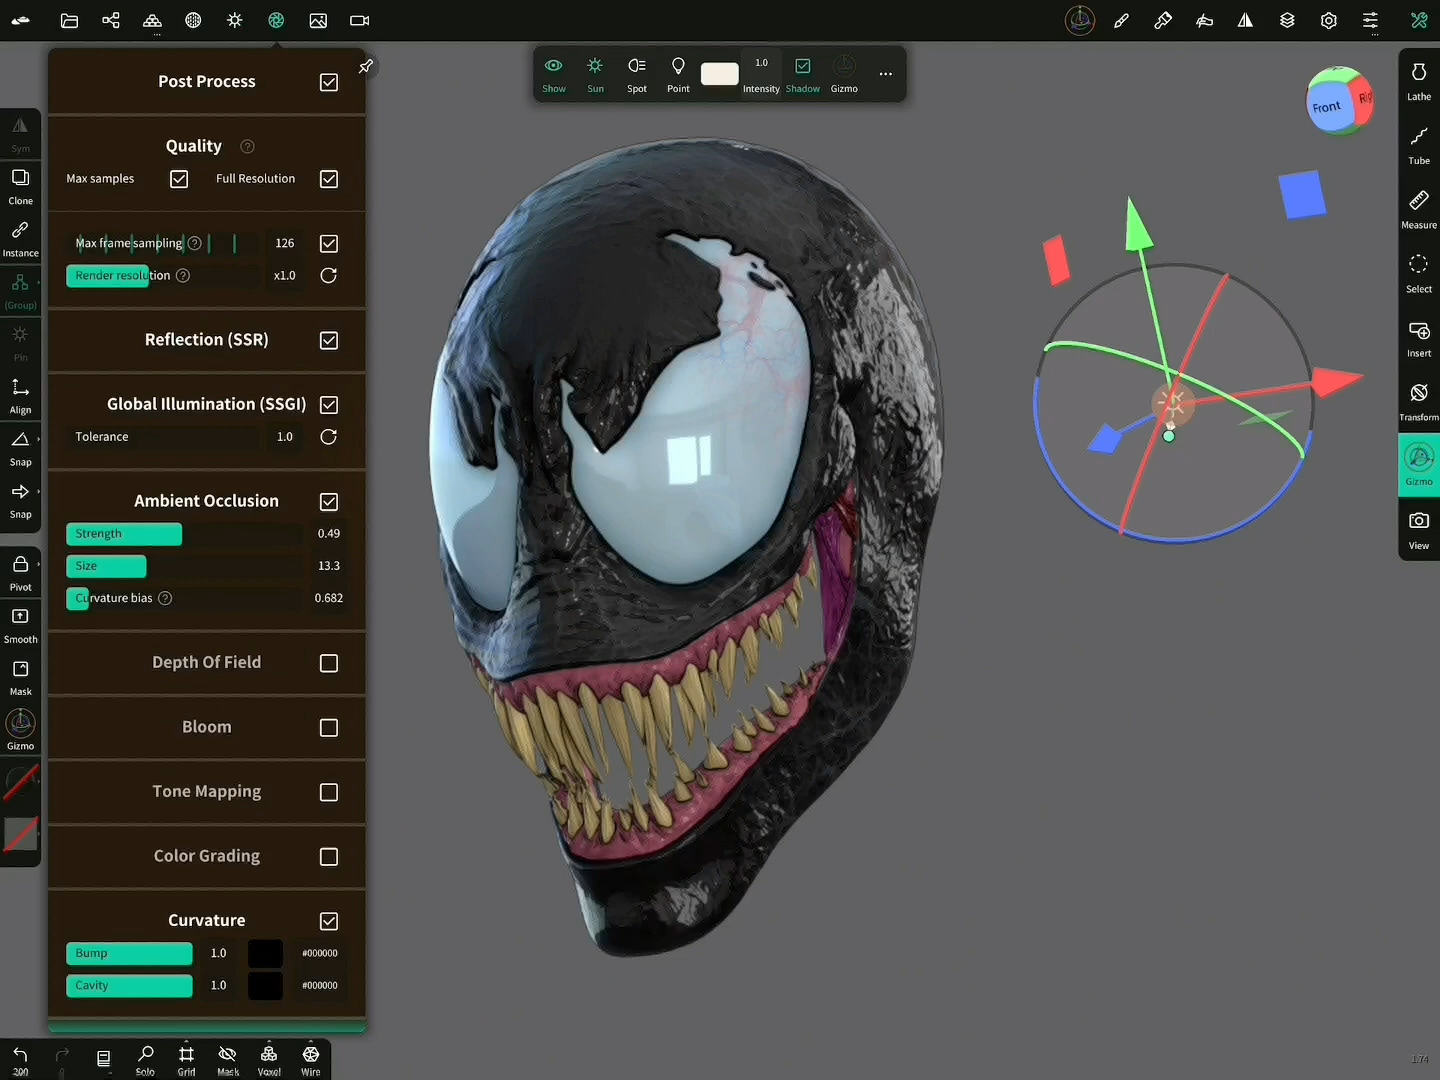 Post Process
Quality ?
Max samples
Full Resolution
Max frame sampling ? 126
Render resolution ? x1.0
Reflection (SSR)
Global Illumination (SSGI)
Tolerance 1.0
Ambient Occlusion
Strength 0.49
Size 13.3
Curvature bias ? 0.682
Depth Of Field
Bloom
Tone Mapping
Color Grading
Curvature
Bump 1.0 #000000
Cavity 1.0 #000000
Sym
Clone
Instance
(Group)
Pin
Align
Snap
Snap
Pivot
Smooth
Mask
Gizmo
200
0
Solo
Grid
Mask
Voxel
Wire
Show
Sun
Spot
Point
1.0
Intensity
Shadow
Gizmo
Front
Rig
Lathe
Tube
Measure
Select
Insert
Transform
Gizmo
View
1.74